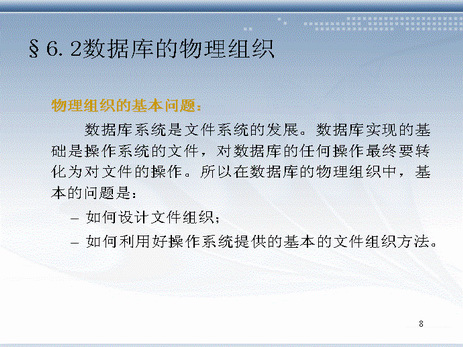 §6.2数据库的物理组织
物理组织的基本问题：
数据库系统是文件系统的发展。数据库实现的基
础是操作系统的文件，对数据库的任何操作最终要转
化为对文件的操作。所以在数据库的物理组织中，基
本的问题是：
– 如何设计文件组织；
– 如何利用好操作系统提供的基本的文件组织方法。
8